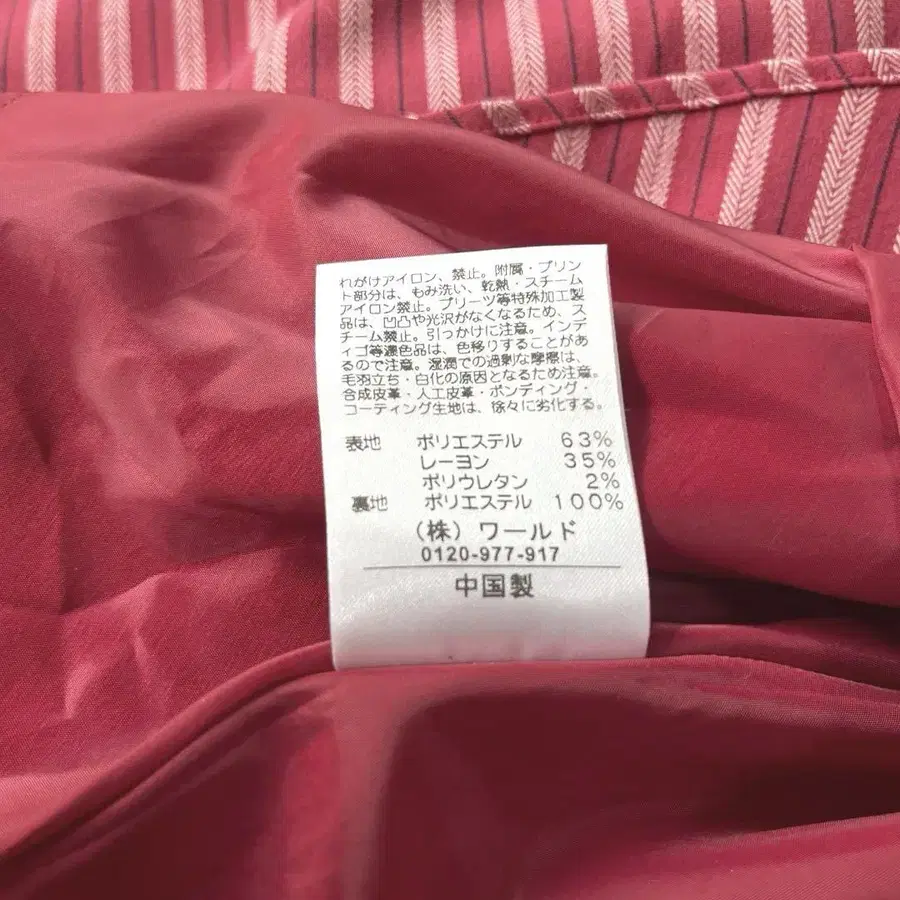 れがけアイロン、禁止。附属・プリン
ト部分は、もみ洗い、乾熱・スチーム
アイロン禁止。プリーツ等特殊加工製
品は、凹凸や光沢がなくなるため、ス
チーム禁止。引っかけに注意。インデ
ィゴ等濃色品は、色移りすることがあ
るので注意。湿潤での過剰な摩擦は、
毛羽立ち・白化の原因となるため注意。
合成皮革・人工皮革・ボンディング・
コーティング生地は、徐々に劣化する。
表地 ポリエステル 63%
レーヨン 35%
ポリウレタン 2%
裏地 ポリエステル 100%
(株)ワールド
0120-977-917
中国製